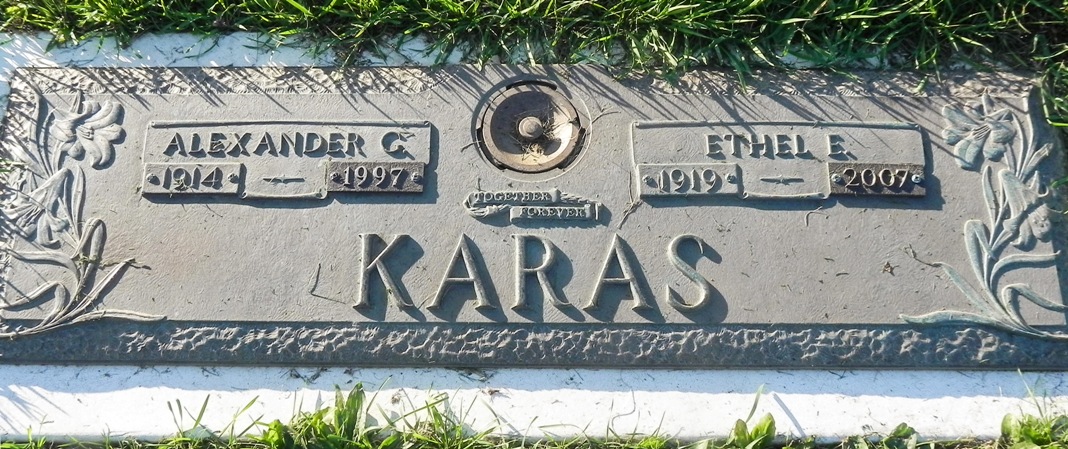 ALEXANDER G.
1914 – 1997
TOGETHER
FOREVER
ETHEL E.
1919 – 2007
KARAS